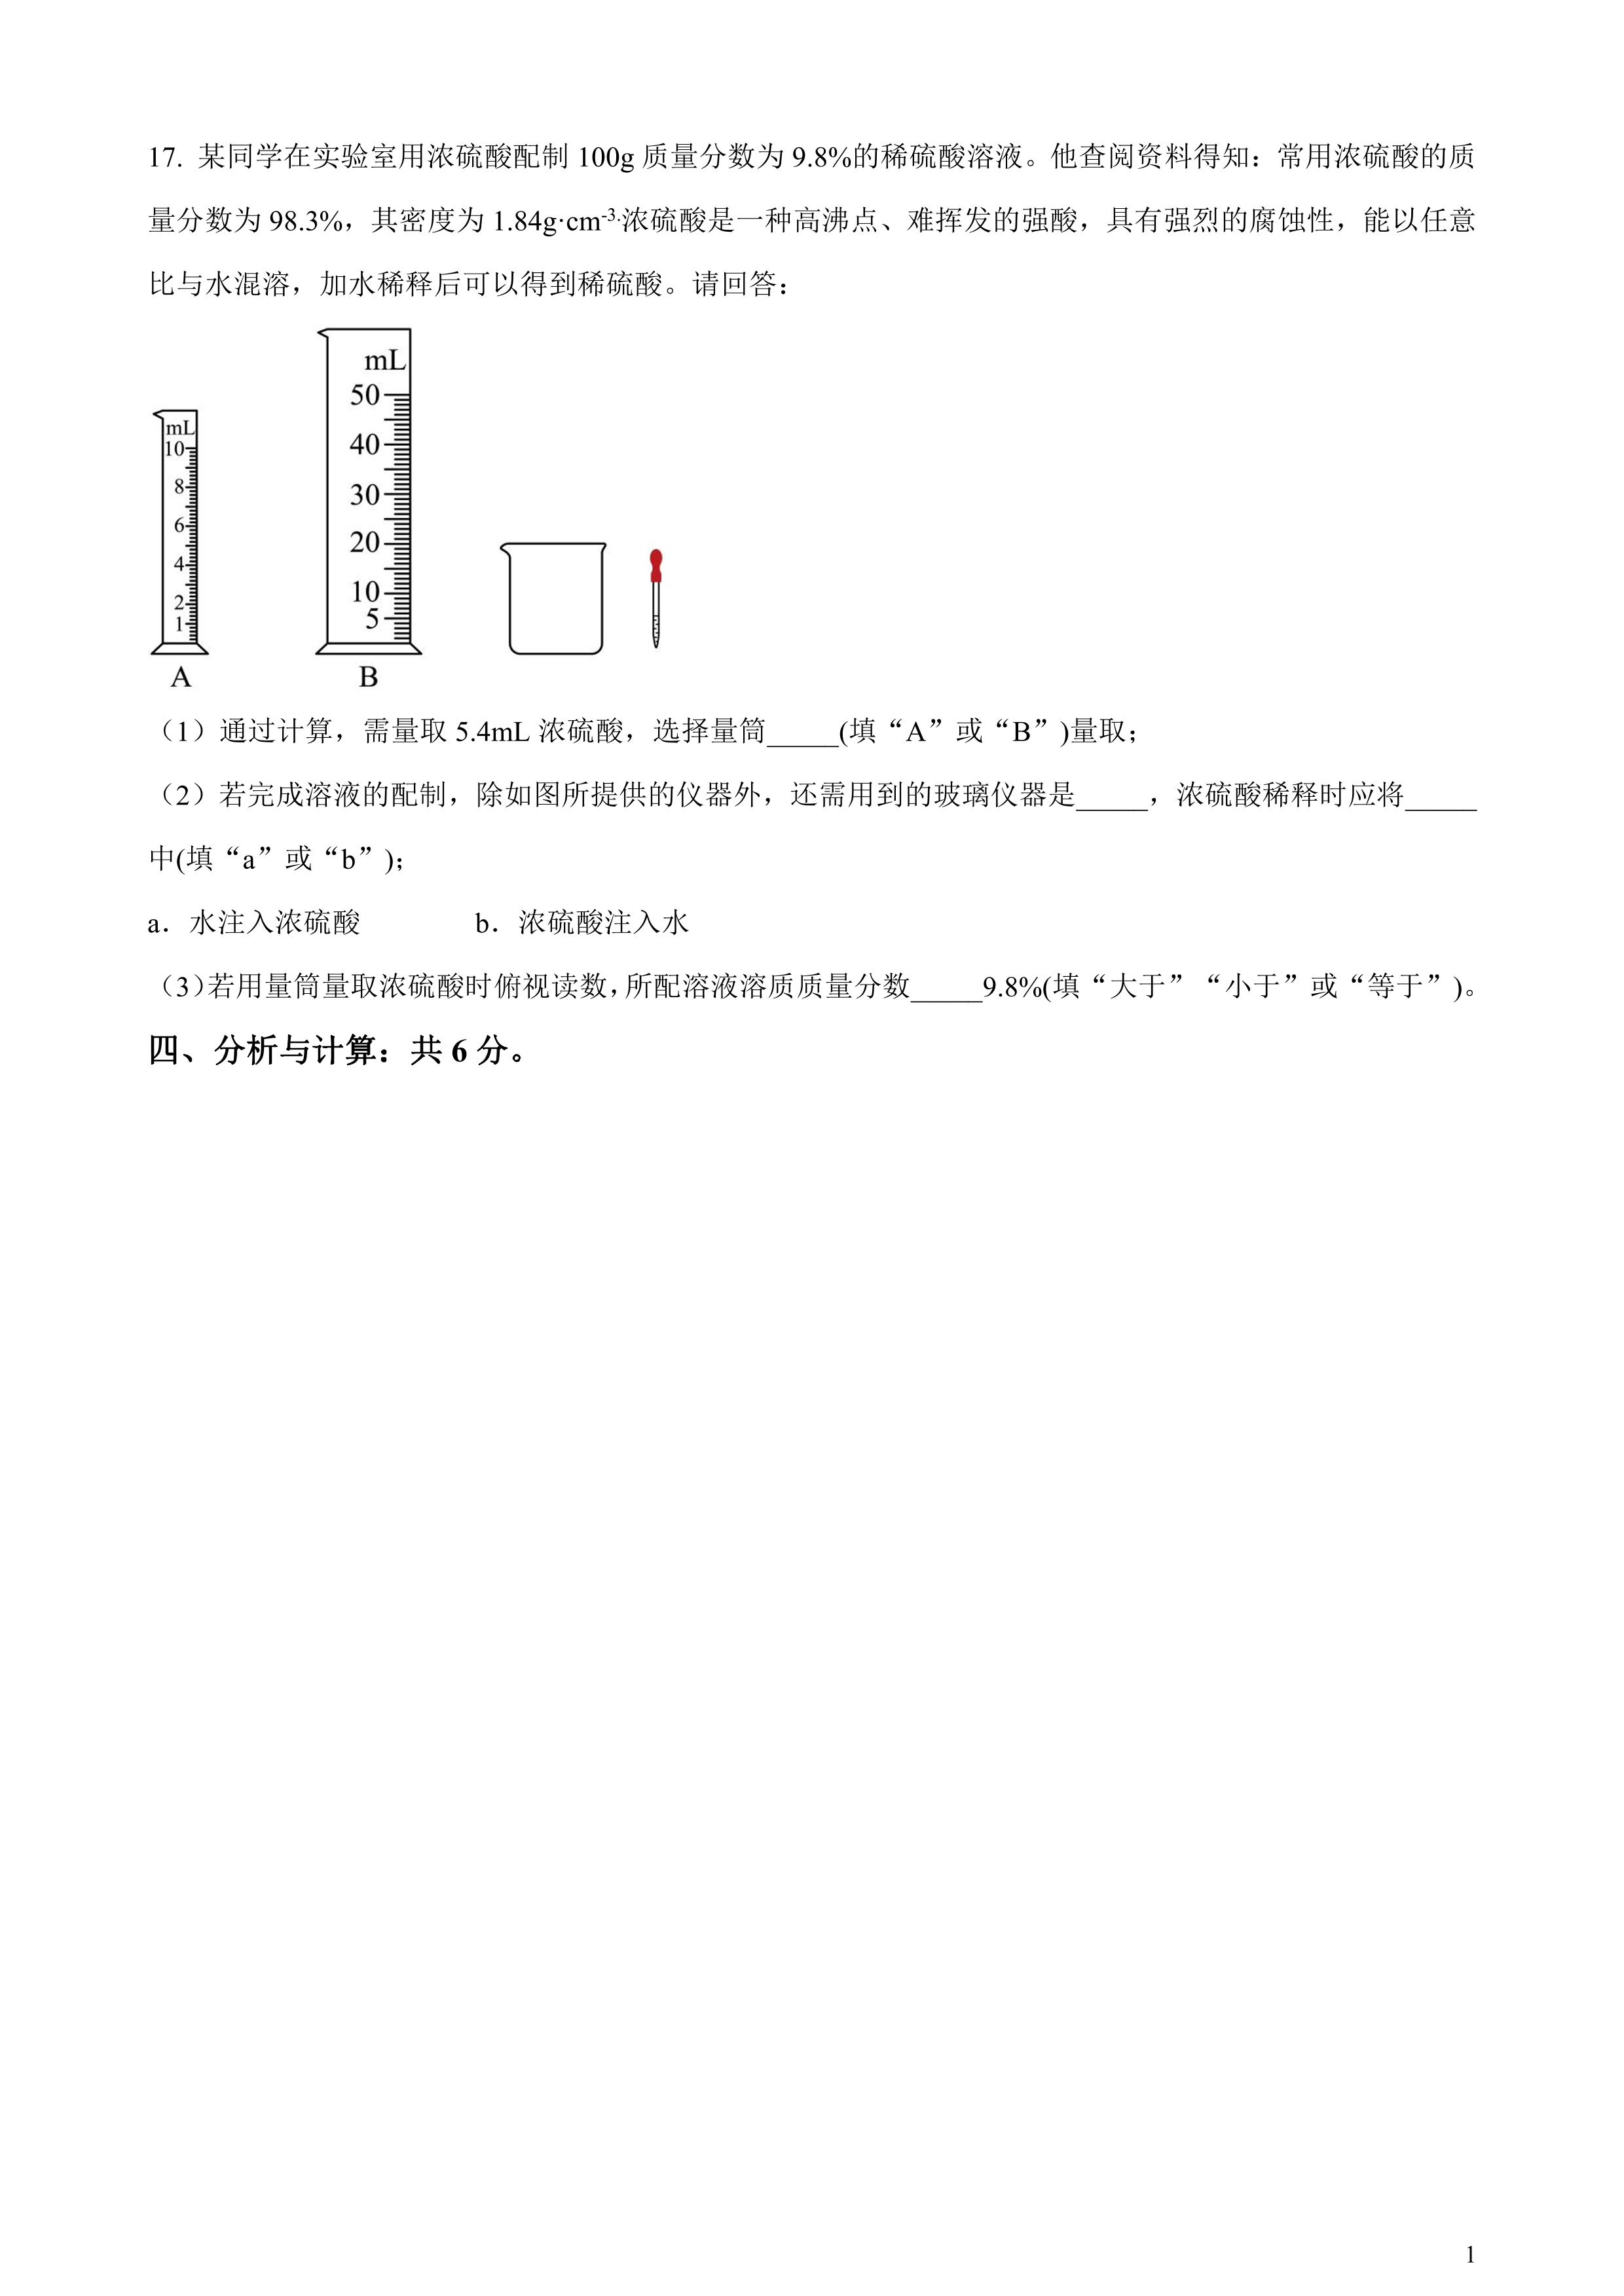 17. 某同学在实验室用浓硫酸配制 100g 质量分数为 9.8%的稀硫酸溶液。他查阅资料得知：常用浓硫酸的质
量分数为 98.3%，其密度为 1.84g·cm⁻³·浓硫酸是一种高沸点、难挥发的强酸，具有强烈的腐蚀性，能以任意
比与水混溶，加水稀释后可以得到稀硫酸。请回答：
mL
10
8
6
4
2
1
A
mL
50
40
30
20
10
5
B
（1）通过计算，需量取 5.4mL 浓硫酸，选择量筒_____(填“A”或“B”)量取；
（2）若完成溶液的配制，除如图所提供的仪器外，还需用到的玻璃仪器是_____，浓硫酸稀释时应将_____
中(填“a”或“b”)；
a．水注入浓硫酸 b．浓硫酸注入水
（3）若用量筒量取浓硫酸时俯视读数，所配溶液溶质质量分数_____9.8%(填“大于”“小于”或“等于”)。
四、分析与计算：共 6 分。
1